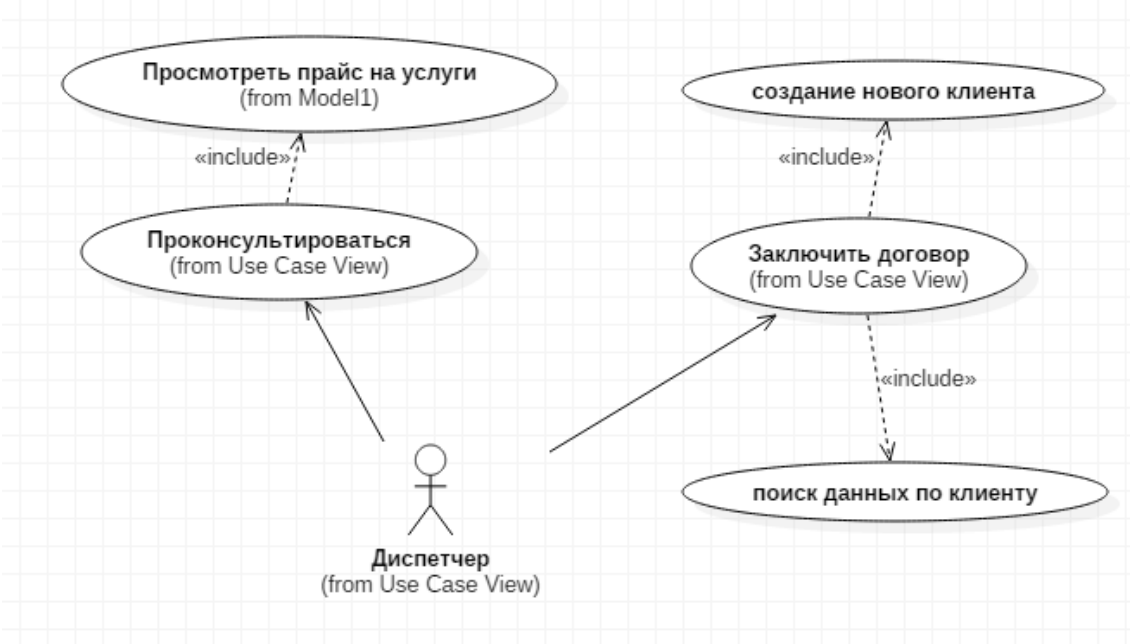 Просмотреть прайс на услуги
(from Model1)
создание нового клиента
«include»
«include»
Проконсультироваться
(from Use Case View)
Заключить договор
(from Use Case View)
«include»
поиск данных по клиенту
Диспетчер
(from Use Case View)